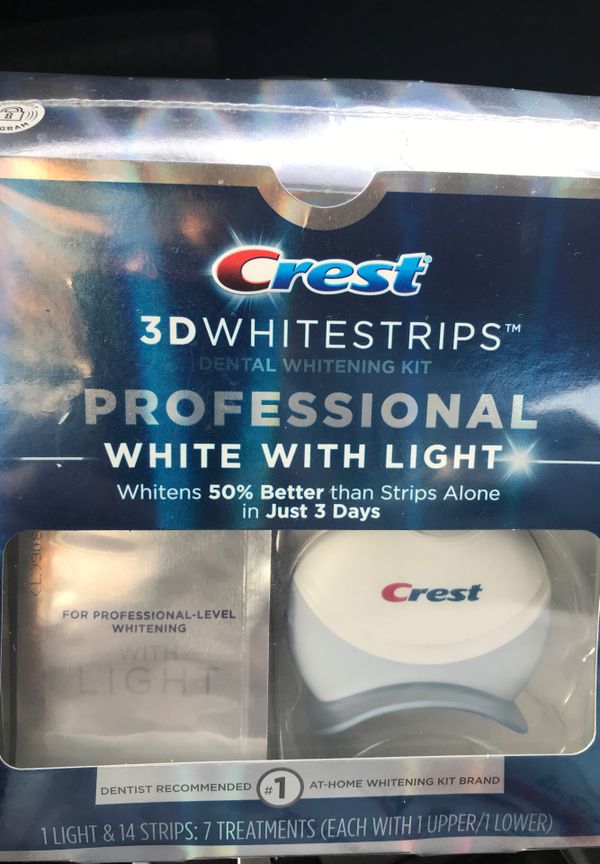 GRAM
Crest
3D WHITESTRIPS™
DENTAL WHITENING KIT
PROFESSIONAL
WHITE WITH LIGHT
Whitens 50% Better than Strips Alone
in Just 3 Days
FOR PROFESSIONAL-LEVEL
WHITENING
WITH
LIGHT
Crest
DENTIST RECOMMENDED #1 AT-HOME WHITENING KIT BRAND
1 LIGHT & 14 STRIPS: 7 TREATMENTS (EACH WITH 1 UPPER/1 LOWER)